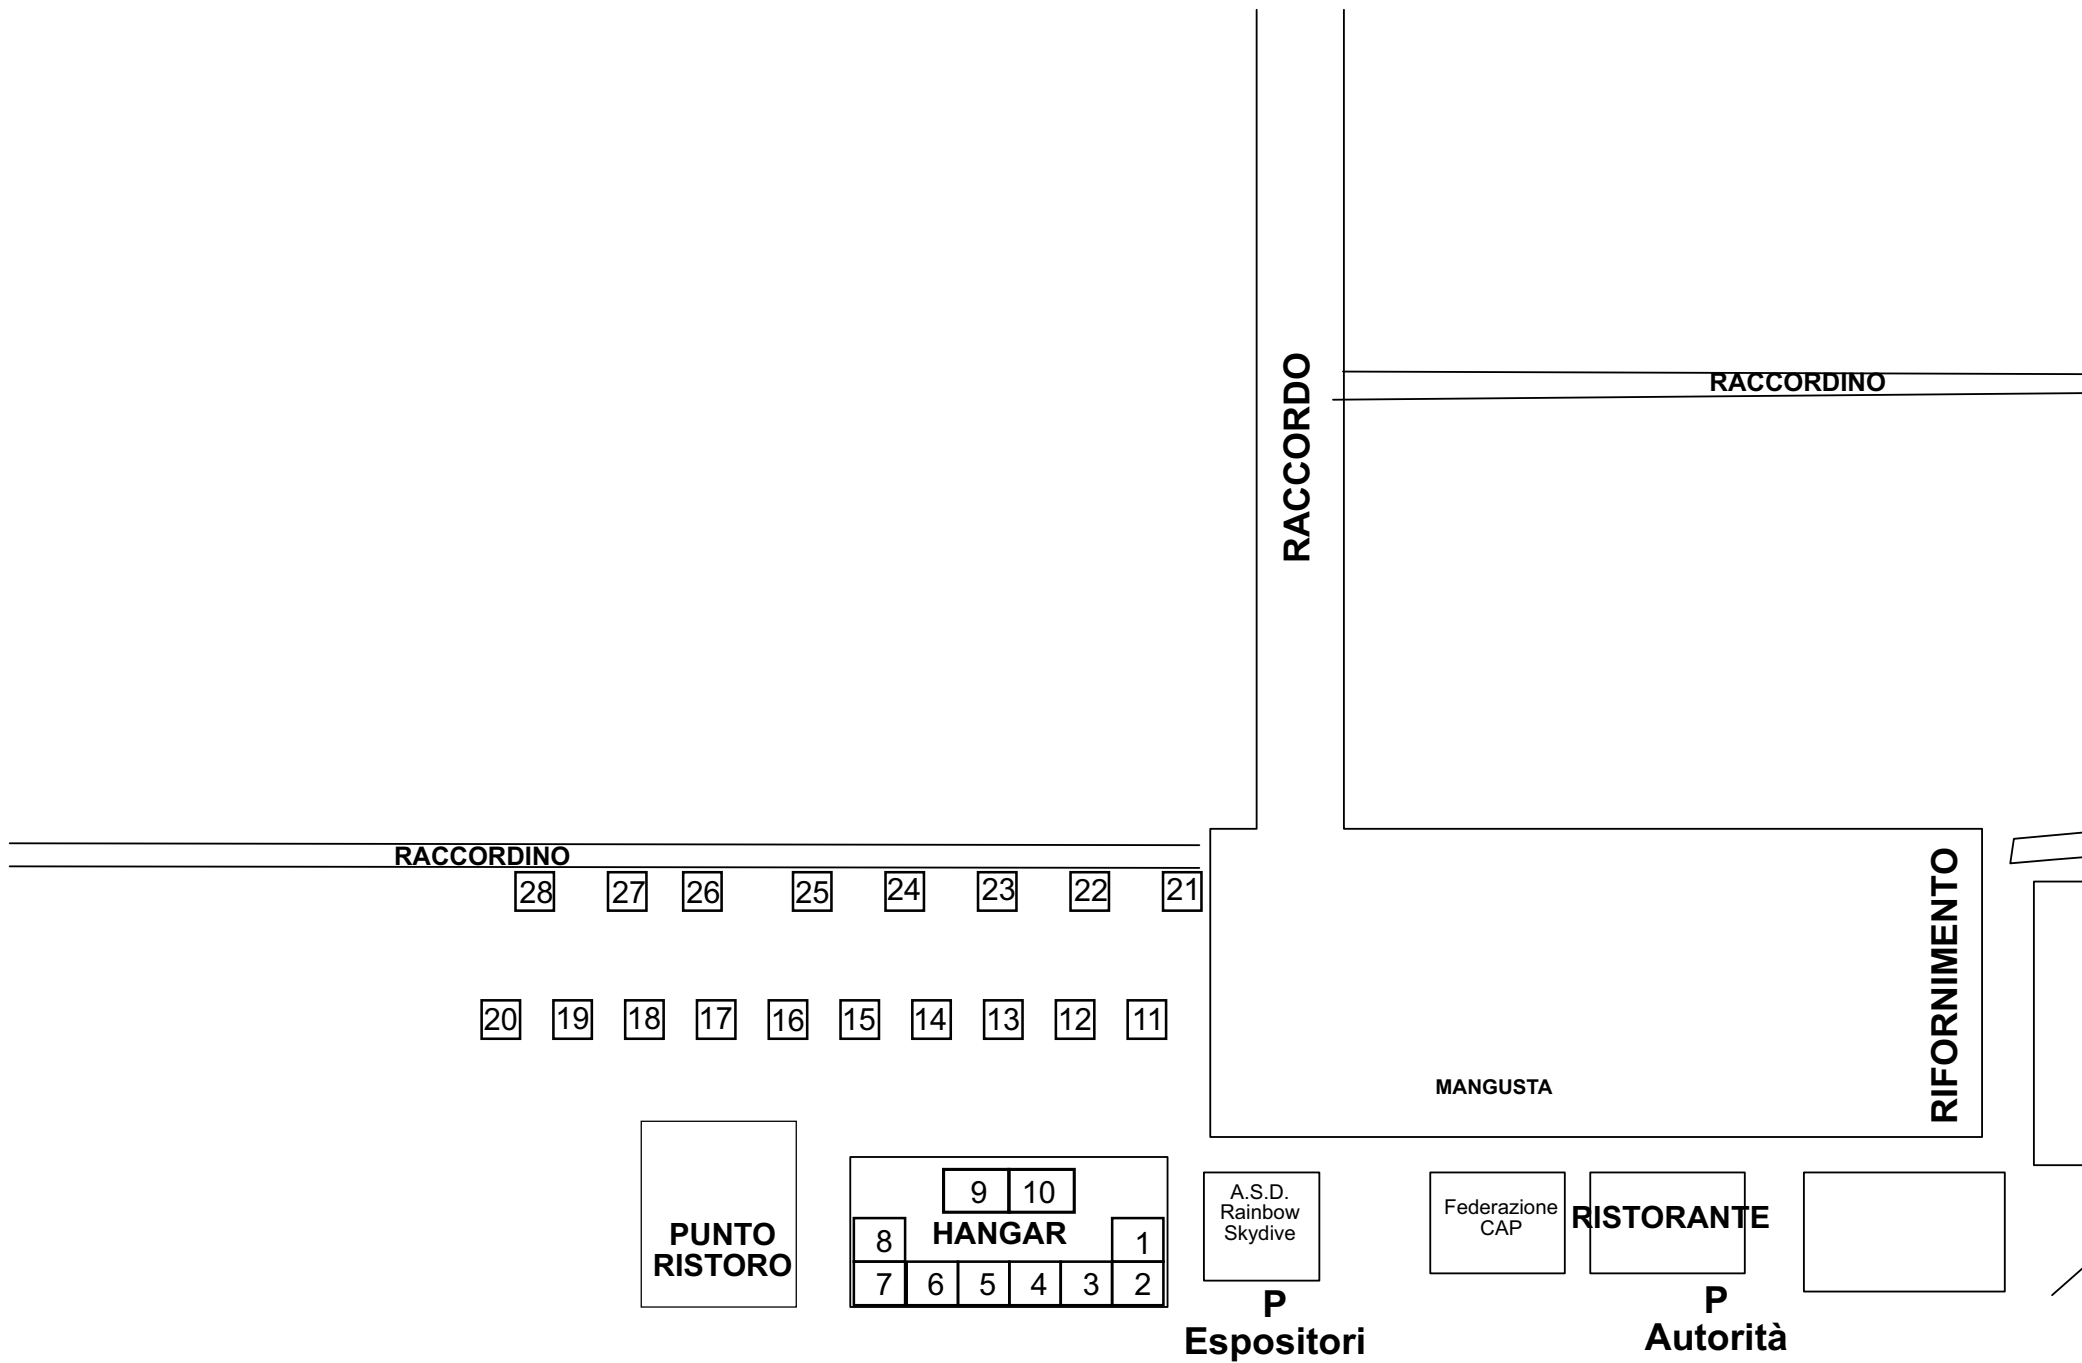 RACCORDO
RACCORDINO
RACCORDINO
28 27 26 25 24 23 22 21
RIFORNIMENTO
20 19 18 17 16 15 14 13 12 11
MANGUSTA
PUNTO
RISTORO
9 10
HANGAR
8 1
7 6 5 4 3 2
A.S.D.
Rainbow
Skydive
Federazione
CAP
RISTORANTE
P
Espositori
P
Autorità